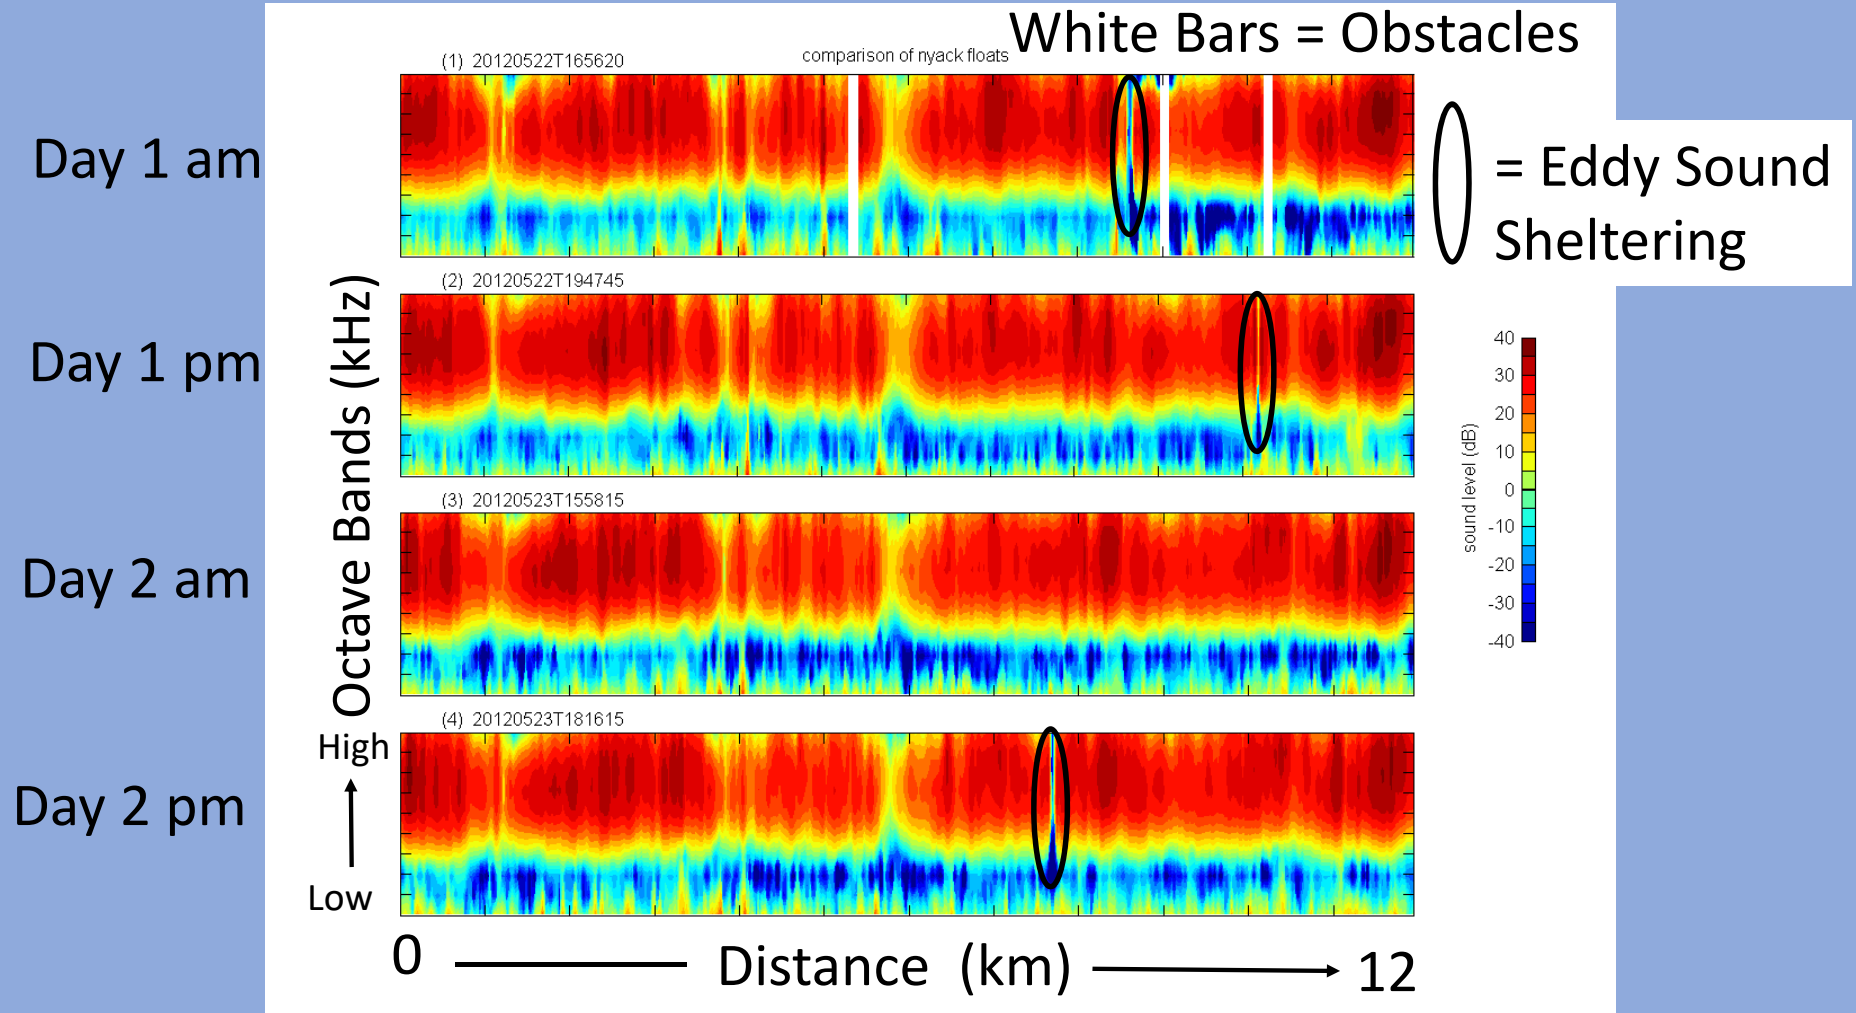 White Bars = Obstacles
comparison of nyack floats
(1) 20120522T165620
Day 1 am
= Eddy Sound
Sheltering
(2) 20120522T194745
Day 1 pm
(3) 20120523T155815
Day 2 am
(4) 20120523T181615
Day 2 pm
Octave Bands (kHz)
High
Low
sound level (dB)
40
30
20
10
0
-10
-20
-30
-40
0 Distance (km) 12